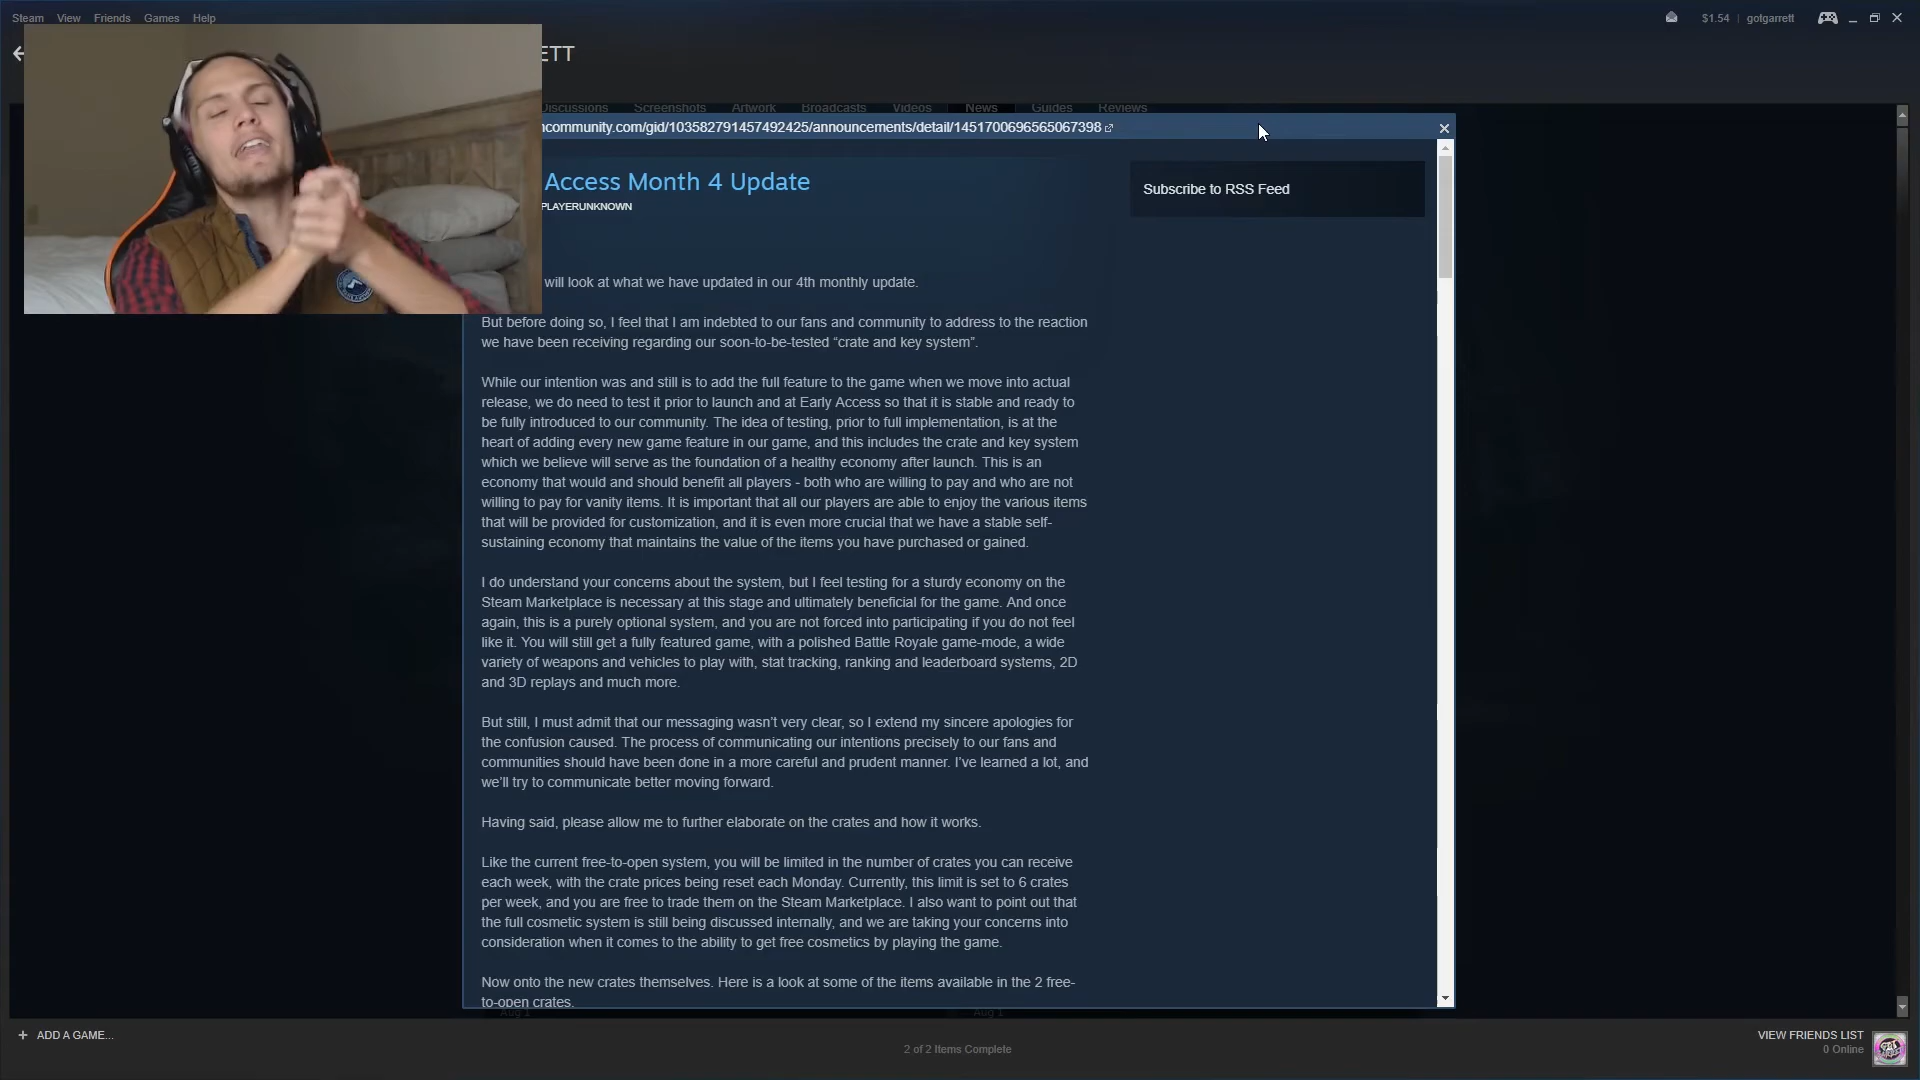 Steam View Friends Games Help
$1.54 | gotgarrett
ETT
Discussions Screenshots Artwork Broadcasts Videos News Guides Reviews
ncommunity.com/gid/103582791457492425/announcements/detail/1451700696565067398
Access Month 4 Update
Subscribe to RSS Feed
PLAYERUNKNOWN
will look at what we have updated in our 4th monthly update.
But before doing so, I feel that I am indebted to our fans and community to address to the reaction
we have been receiving regarding our soon-to-be-tested “crate and key system”.
While our intention was and still is to add the full feature to the game when we move into actual
release, we do need to test it prior to launch and at Early Access so that it is stable and ready to
be fully introduced to our community. The idea of testing, prior to full implementation, is at the
heart of adding every new game feature in our game, and this includes the crate and key system
which we believe will serve as the foundation of a healthy economy after launch. This is an
economy that would and should benefit all players - both who are willing to pay and who are not
willing to pay for vanity items. It is important that all our players are able to enjoy the various items
that will be provided for customization, and it is even more crucial that we have a stable self-
sustaining economy that maintains the value of the items you have purchased or gained.
I do understand your concerns about the system, but I feel testing for a sturdy economy on the
Steam Marketplace is necessary at this stage and ultimately beneficial for the game. And once
again, this is a purely optional system, and you are not forced into participating if you do not feel
like it. You will still get a fully featured game, with a polished Battle Royale game-mode, a wide
variety of weapons and vehicles to play with, stat tracking, ranking and leaderboard systems, 2D
and 3D replays and much more.
But still, I must admit that our messaging wasn’t very clear, so I extend my sincere apologies for
the confusion caused. The process of communicating our intentions precisely to our fans and
communities should have been done in a more careful and prudent manner. I’ve learned a lot, and
we’ll try to communicate better moving forward.
Having said, please allow me to further elaborate on the crates and how it works.
Like the current free-to-open system, you will be limited in the number of crates you can receive
each week, with the crate prices being reset each Monday. Currently, this limit is set to 6 crates
per week, and you are free to trade them on the Steam Marketplace. I also want to point out that
the full cosmetic system is still being discussed internally, and we are taking your concerns into
consideration when it comes to the ability to get free cosmetics by playing the game.
Now onto the new crates themselves. Here is a look at some of the items available in the 2 free-
to-open crates.
Aug 1 Aug 1
+ ADD A GAME...
2 of 2 Items Complete
VIEW FRIENDS LIST
0 Online